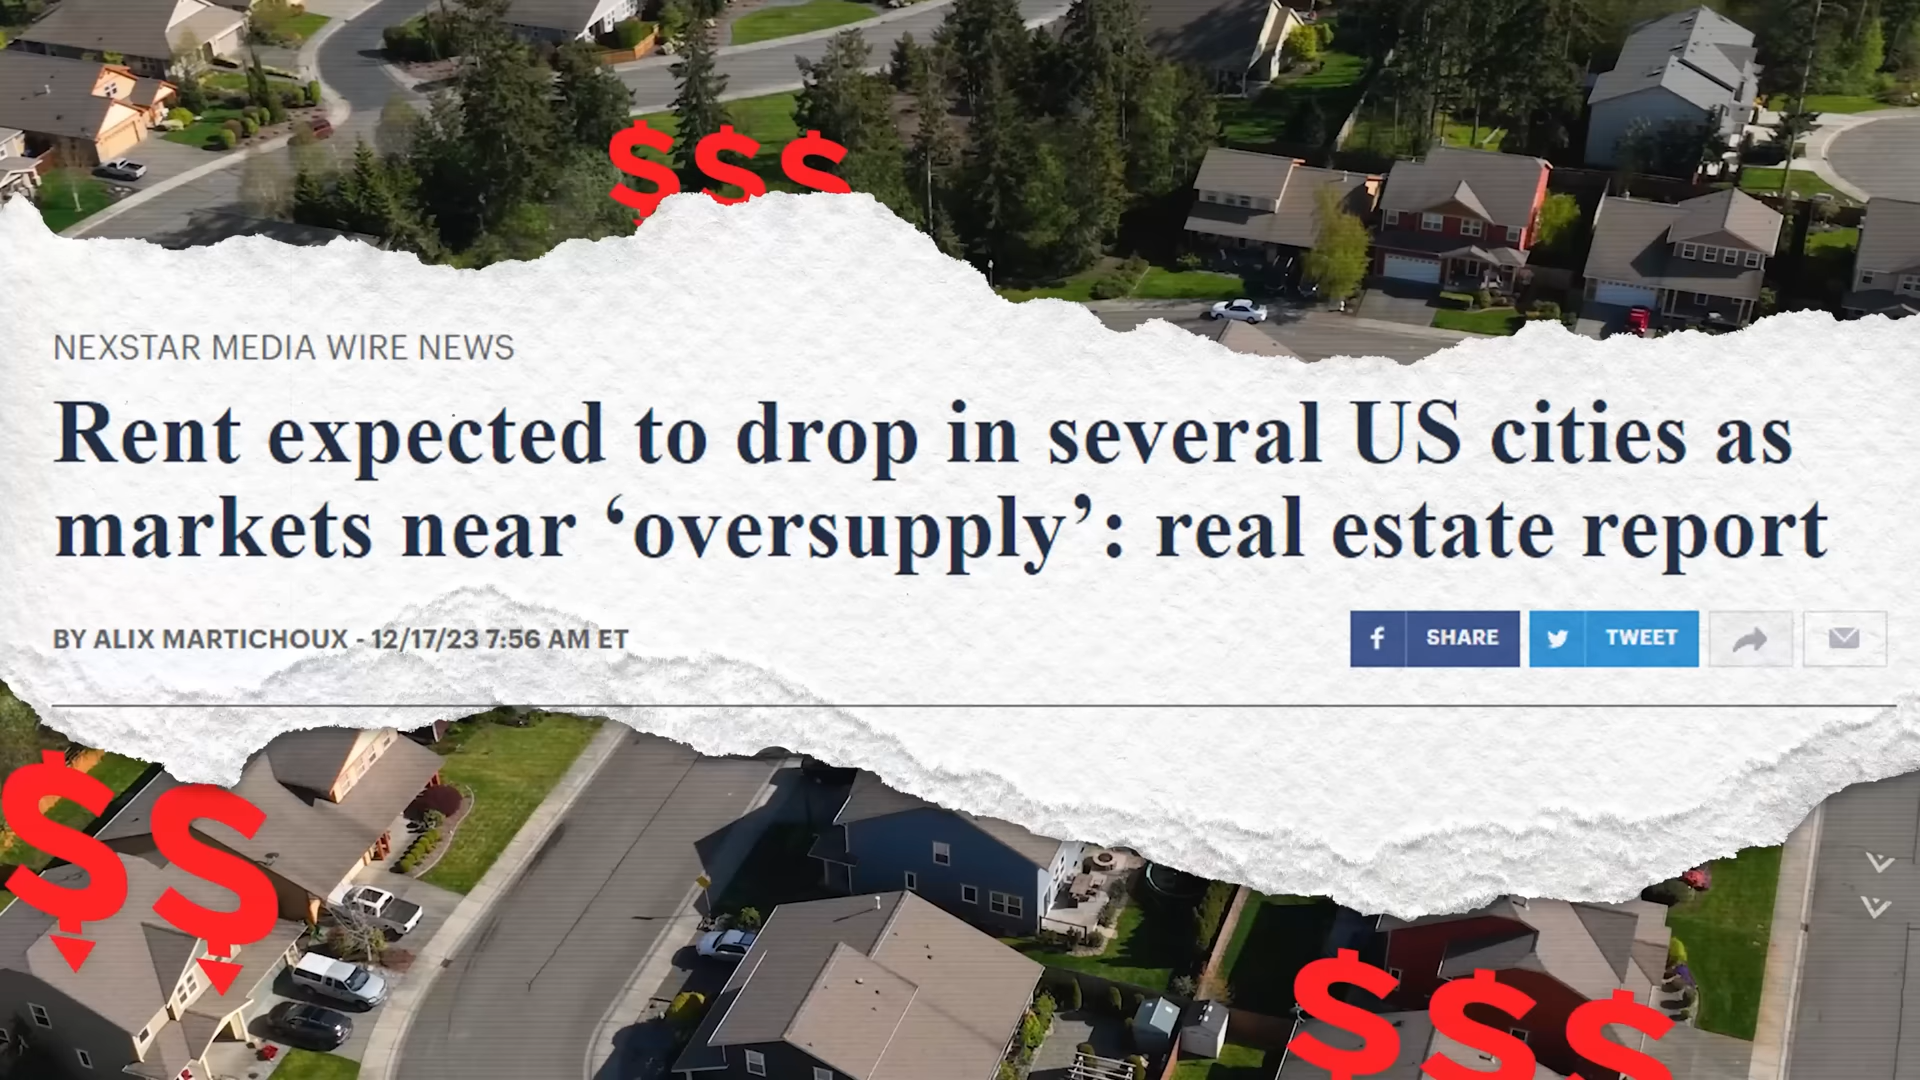 $$$
NEXSTAR MEDIA WIRE NEWS
Rent expected to drop in several US cities as
markets near ‘oversupply’: real estate report
BY ALIX MARTICHOUX - 12/17/23 7:56 AM ET
f SHARE TWEET
$$
$$$